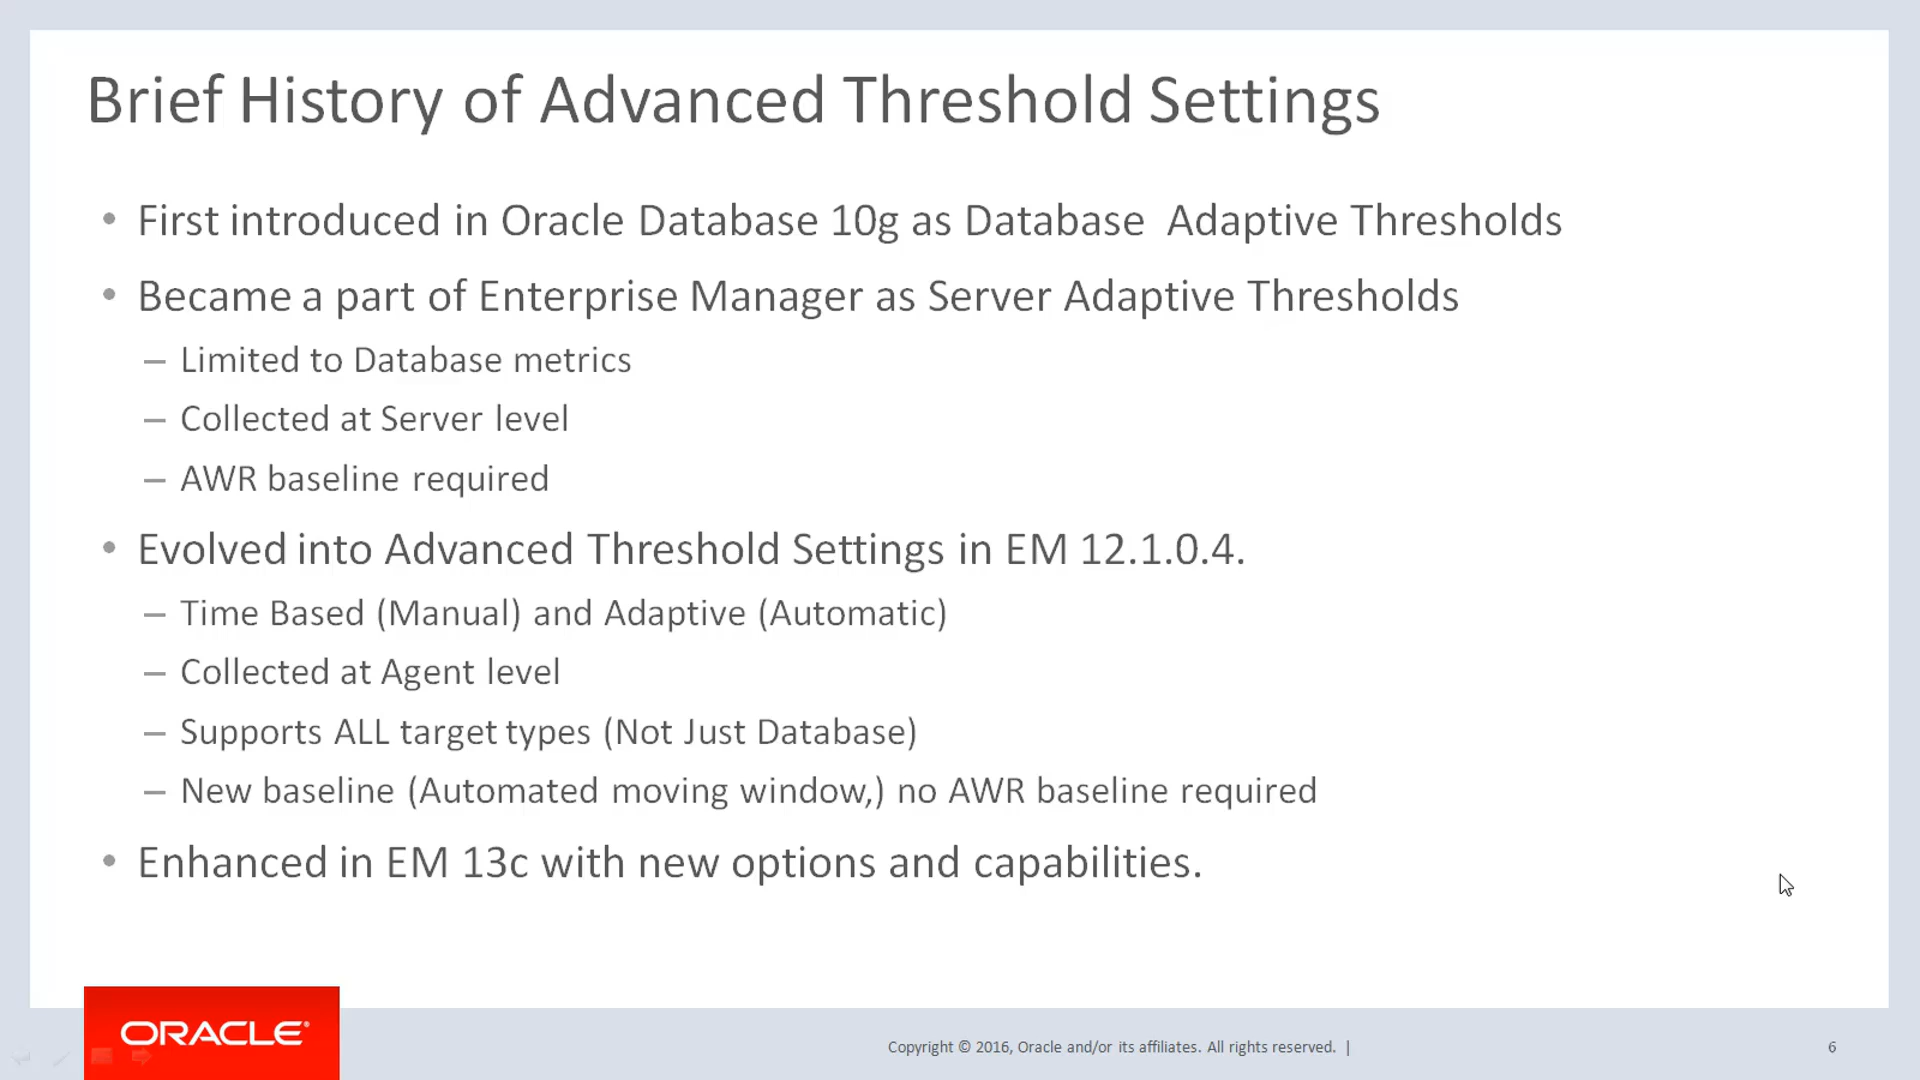 Brief History of Advanced Threshold Settings
• First introduced in Oracle Database 10g as Database  Adaptive Thresholds
• Became a part of Enterprise Manager as Server Adaptive Thresholds
– Limited to Database metrics
– Collected at Server level
– AWR baseline required
• Evolved into Advanced Threshold Settings in EM 12.1.0.4.
– Time Based (Manual) and Adaptive (Automatic)
– Collected at Agent level
– Supports ALL target types (Not Just Database)
– New baseline (Automated moving window,) no AWR baseline required
• Enhanced in EM 13c with new options and capabilities.
ORACLE®
Copyright © 2016, Oracle and/or its affiliates. All rights reserved. |
6